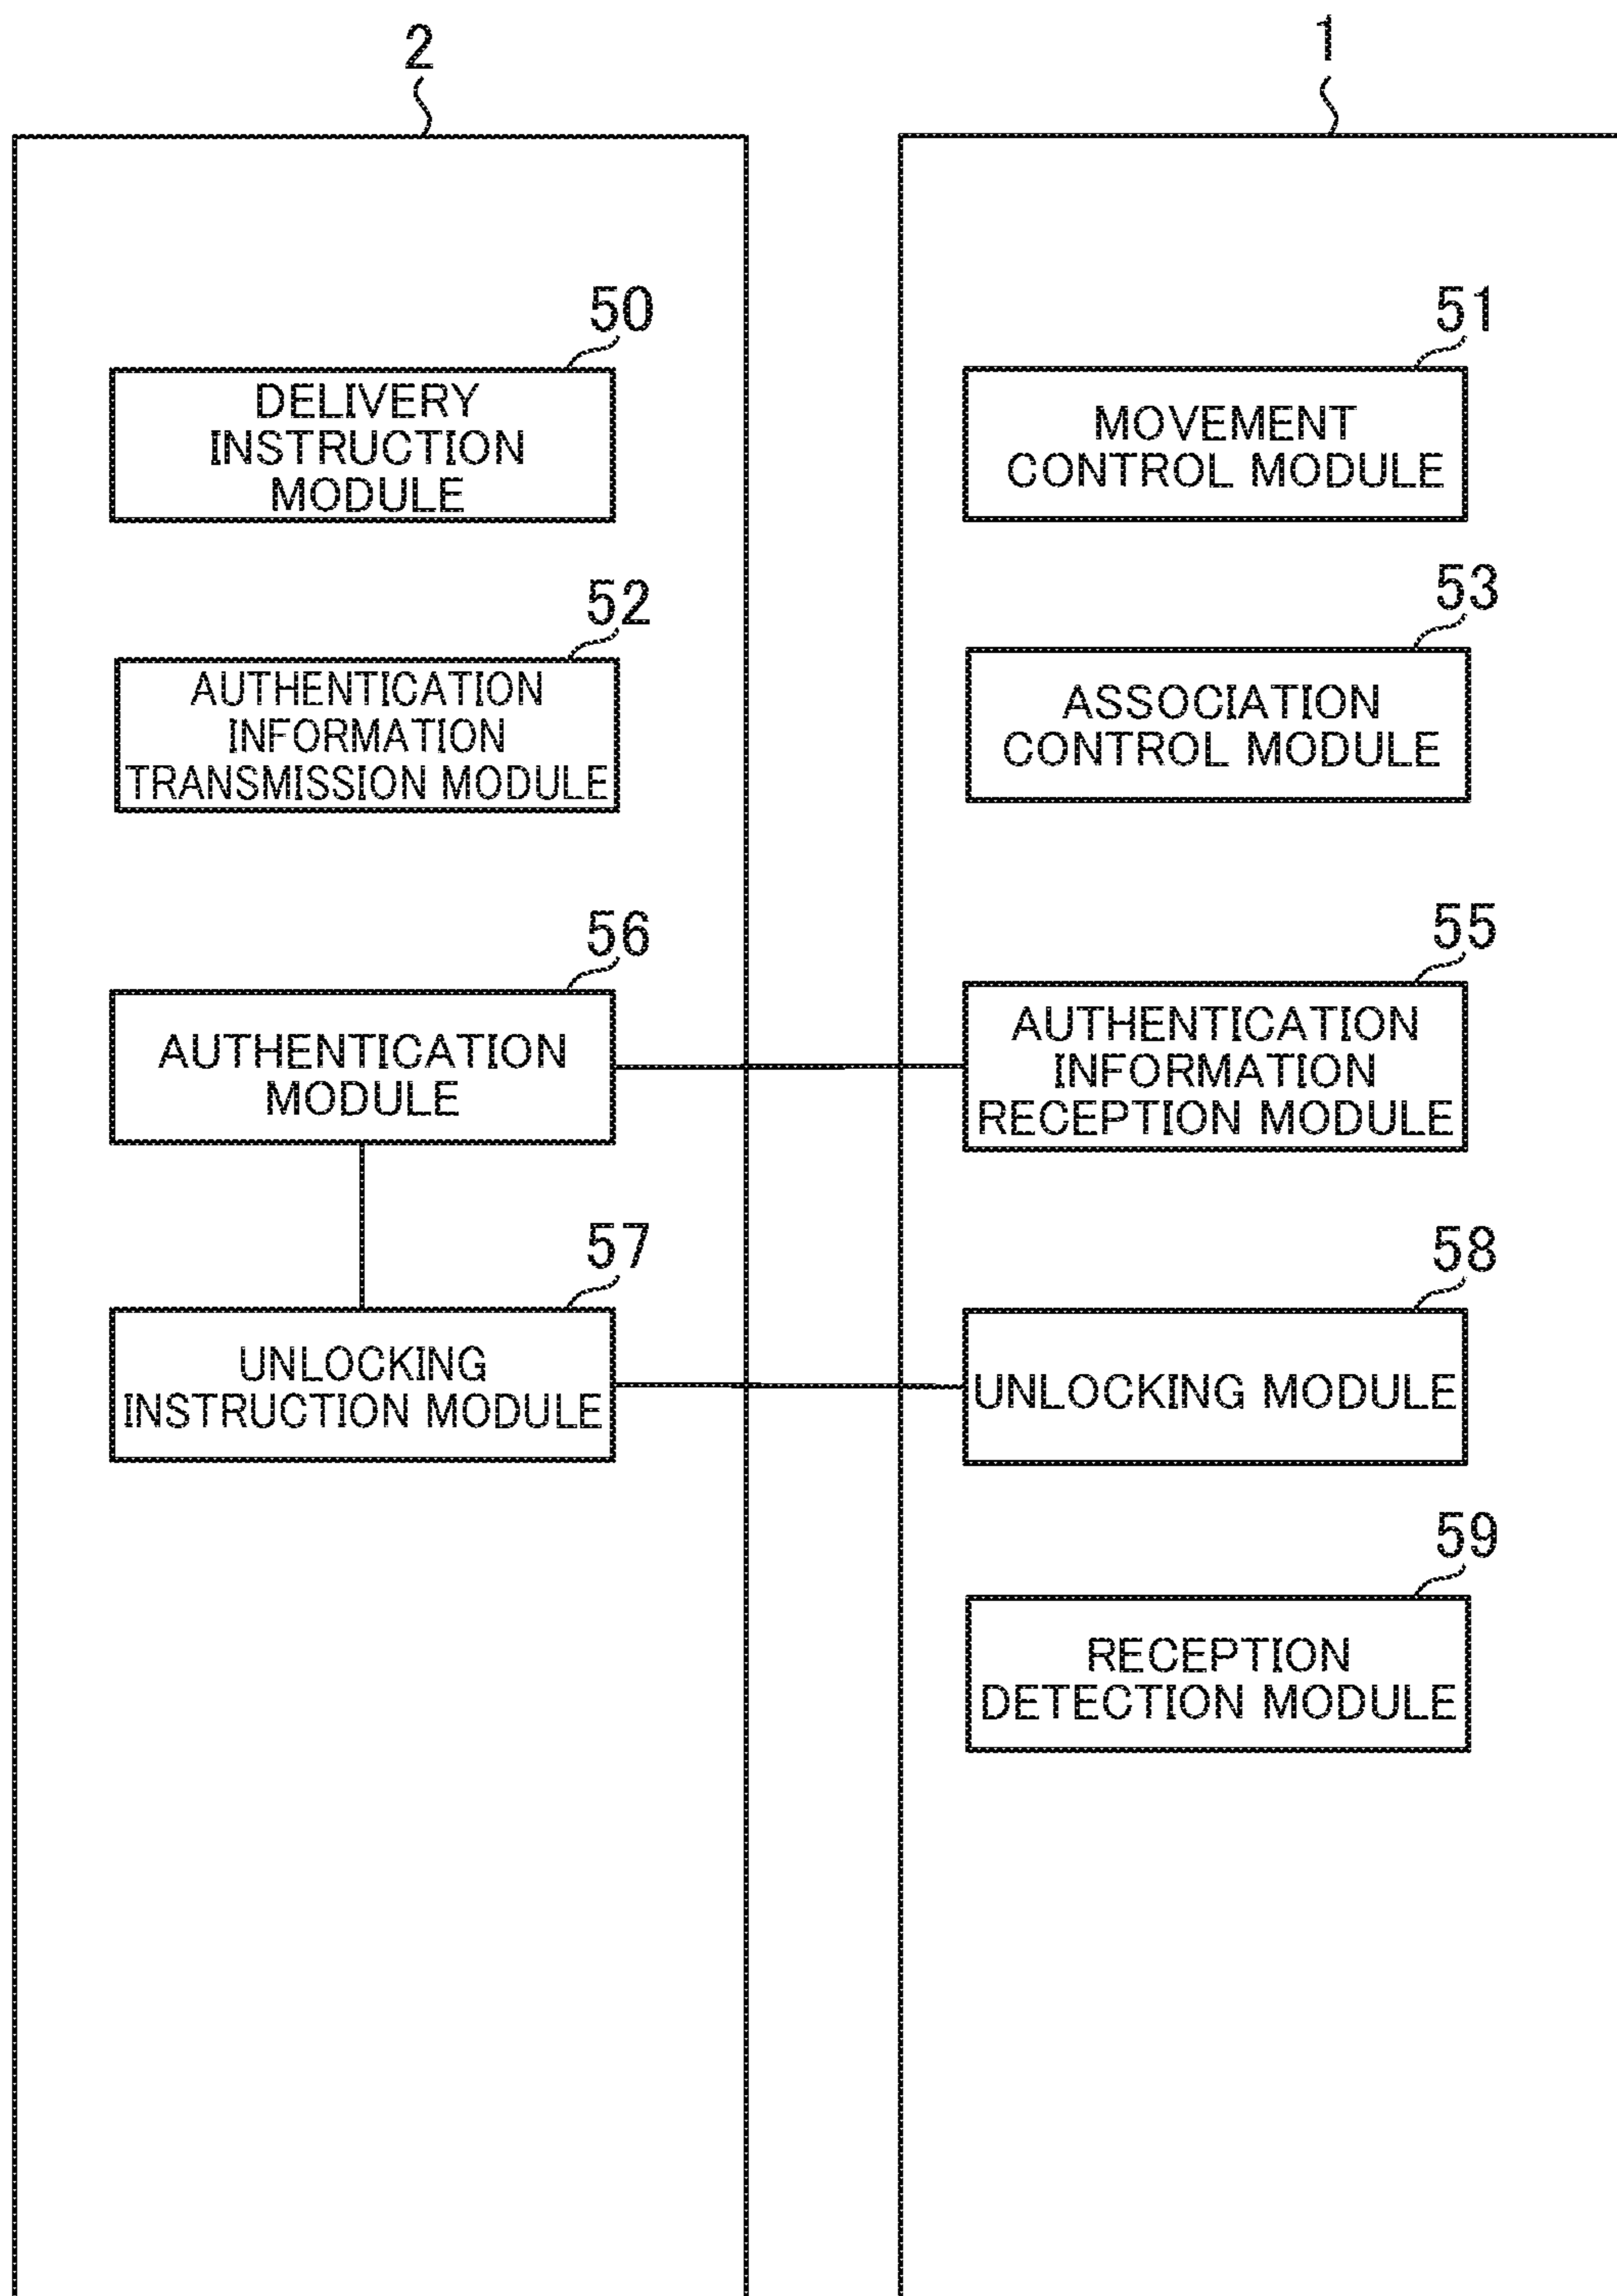 2
1
50
DELIVERY
INSTRUCTION
MODULE
51
MOVEMENT
CONTROL MODULE
52
AUTHENTICATION
INFORMATION
TRANSMISSION MODULE
53
ASSOCIATION
CONTROL MODULE
56
AUTHENTICATION
MODULE
55
AUTHENTICATION
INFORMATION
RECEPTION MODULE
57
UNLOCKING
INSTRUCTION MODULE
58
UNLOCKING MODULE
59
RECEPTION
DETECTION MODULE